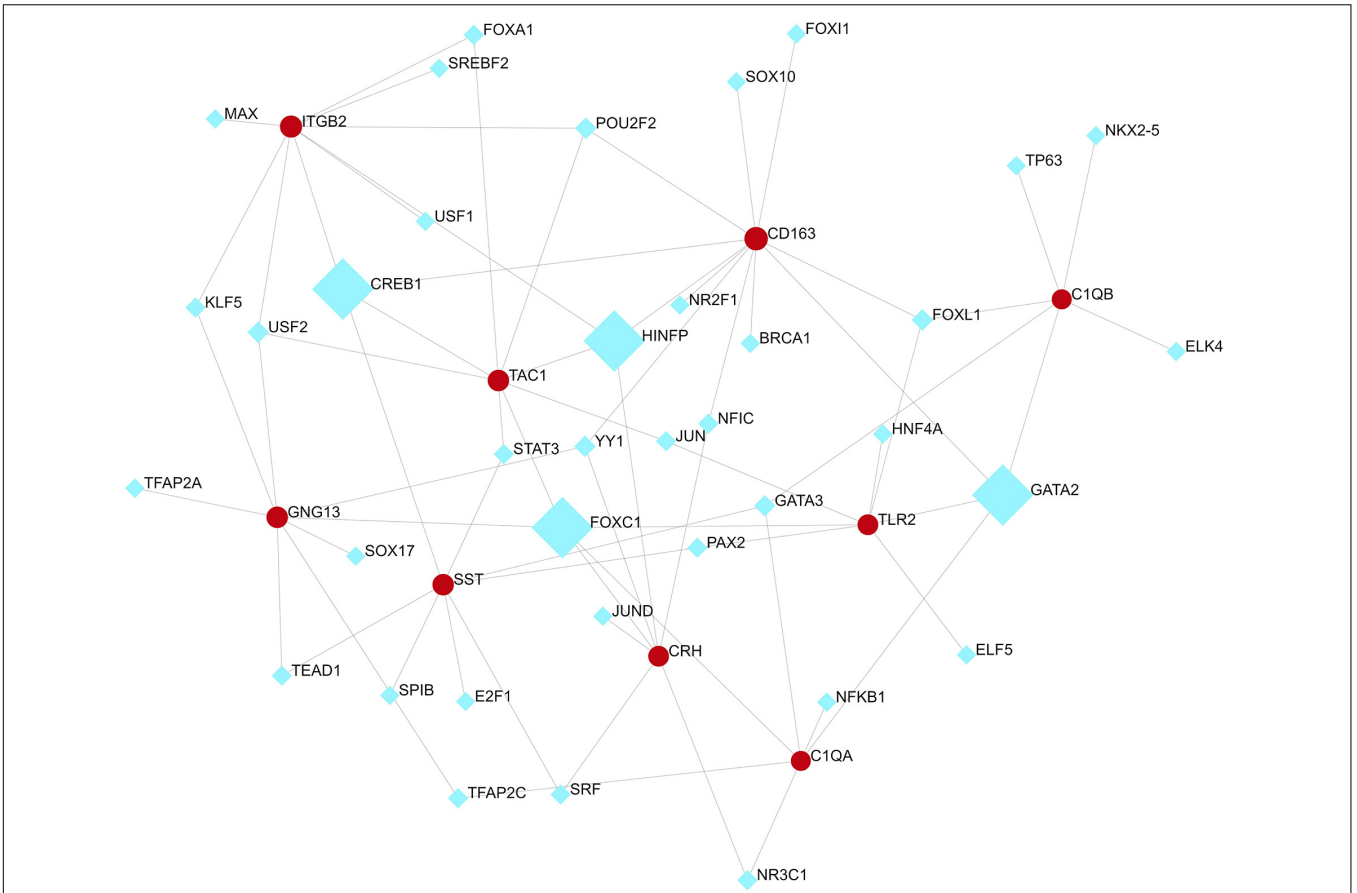 FOXA1
FOXI1
SREBF2
SOX10
MAX
ITGB2
POU2F2
NKX2-5
TP63
USF1
CD163
CREB1
C1QB
KLF5
NR2F1
FOXL1
USF2
HINFP
BRCA1
ELK4
TAC1
NFIC
HNF4A
STAT3
YY1
JUN
TFAP2A
GATA2
GATA3
GNG13
FOXC1
TLR2
PAX2
SOX17
SST
JUND
CRH
ELF5
TEAD1
SPIB
E2F1
NFKB1
C1QA
TFAP2C
SRF
NR3C1